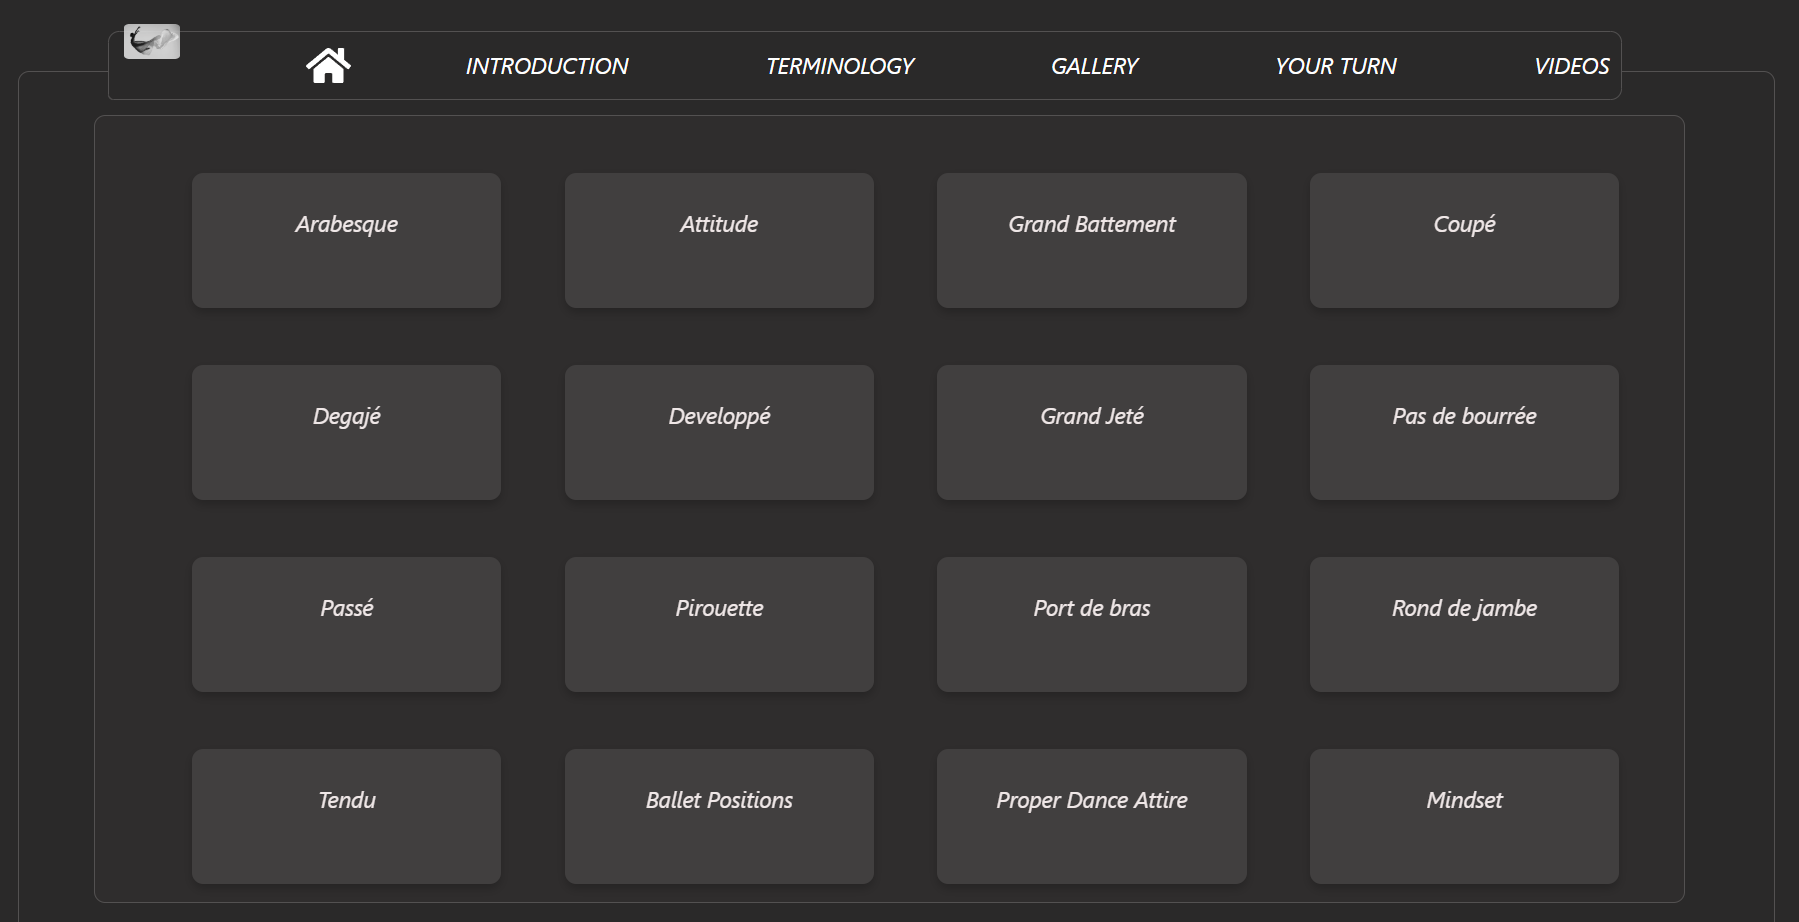 INTRODUCTION TERMINOLOGY GALLERY YOUR TURN VIDEOS
Arabesque Attitude Grand Battement Coupé
Degajé Developpé Grand Jeté Pas de bourrée
Passé Pirouette Port de bras Rond de jambe
Tendu Ballet Positions Proper Dance Attire Mindset